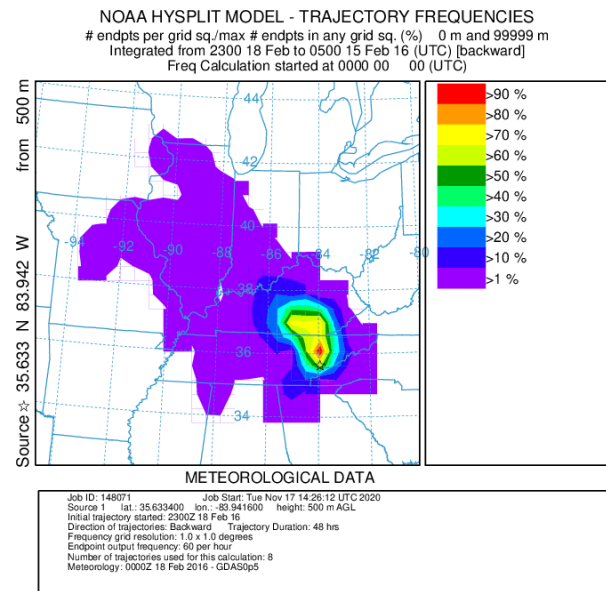 NOAA HYSPLIT MODEL - TRAJECTORY FREQUENCIES
# endpts per grid sq./max # endpts in any grid sq. (%)    0 m and 99999 m
Integrated from 2300 18 Feb to 0500 15 Feb 16 (UTC) [backward]
Freq Calculation started at 0000 00    00 (UTC)
Source ☆ 35.633 N 83.942 W    from 500 m
44
42
40
-94 -92 -90 -88 -86 -84 -82 -80
38
36
34
>90 %
>80 %
>70 %
>60 %
>50 %
>40 %
>30 %
>20 %
>10 %
>1 %
METEOROLOGICAL DATA
Job ID: 148071    Job Start: Tue Nov 17 14:26:12 UTC 2020
Source 1    lat.: 35.633400    lon.: -83.941600    height: 500 m AGL
Initial trajectory started: 2300Z 18 Feb 16
Direction of trajectories: Backward    Trajectory Duration: 48 hrs
Frequency grid resolution: 1.0 x 1.0 degrees
Endpoint output frequency: 60 per hour
Number of trajectories used for this calculation: 8
Meteorology: 0000Z 18 Feb 2016 - GDAS0p5